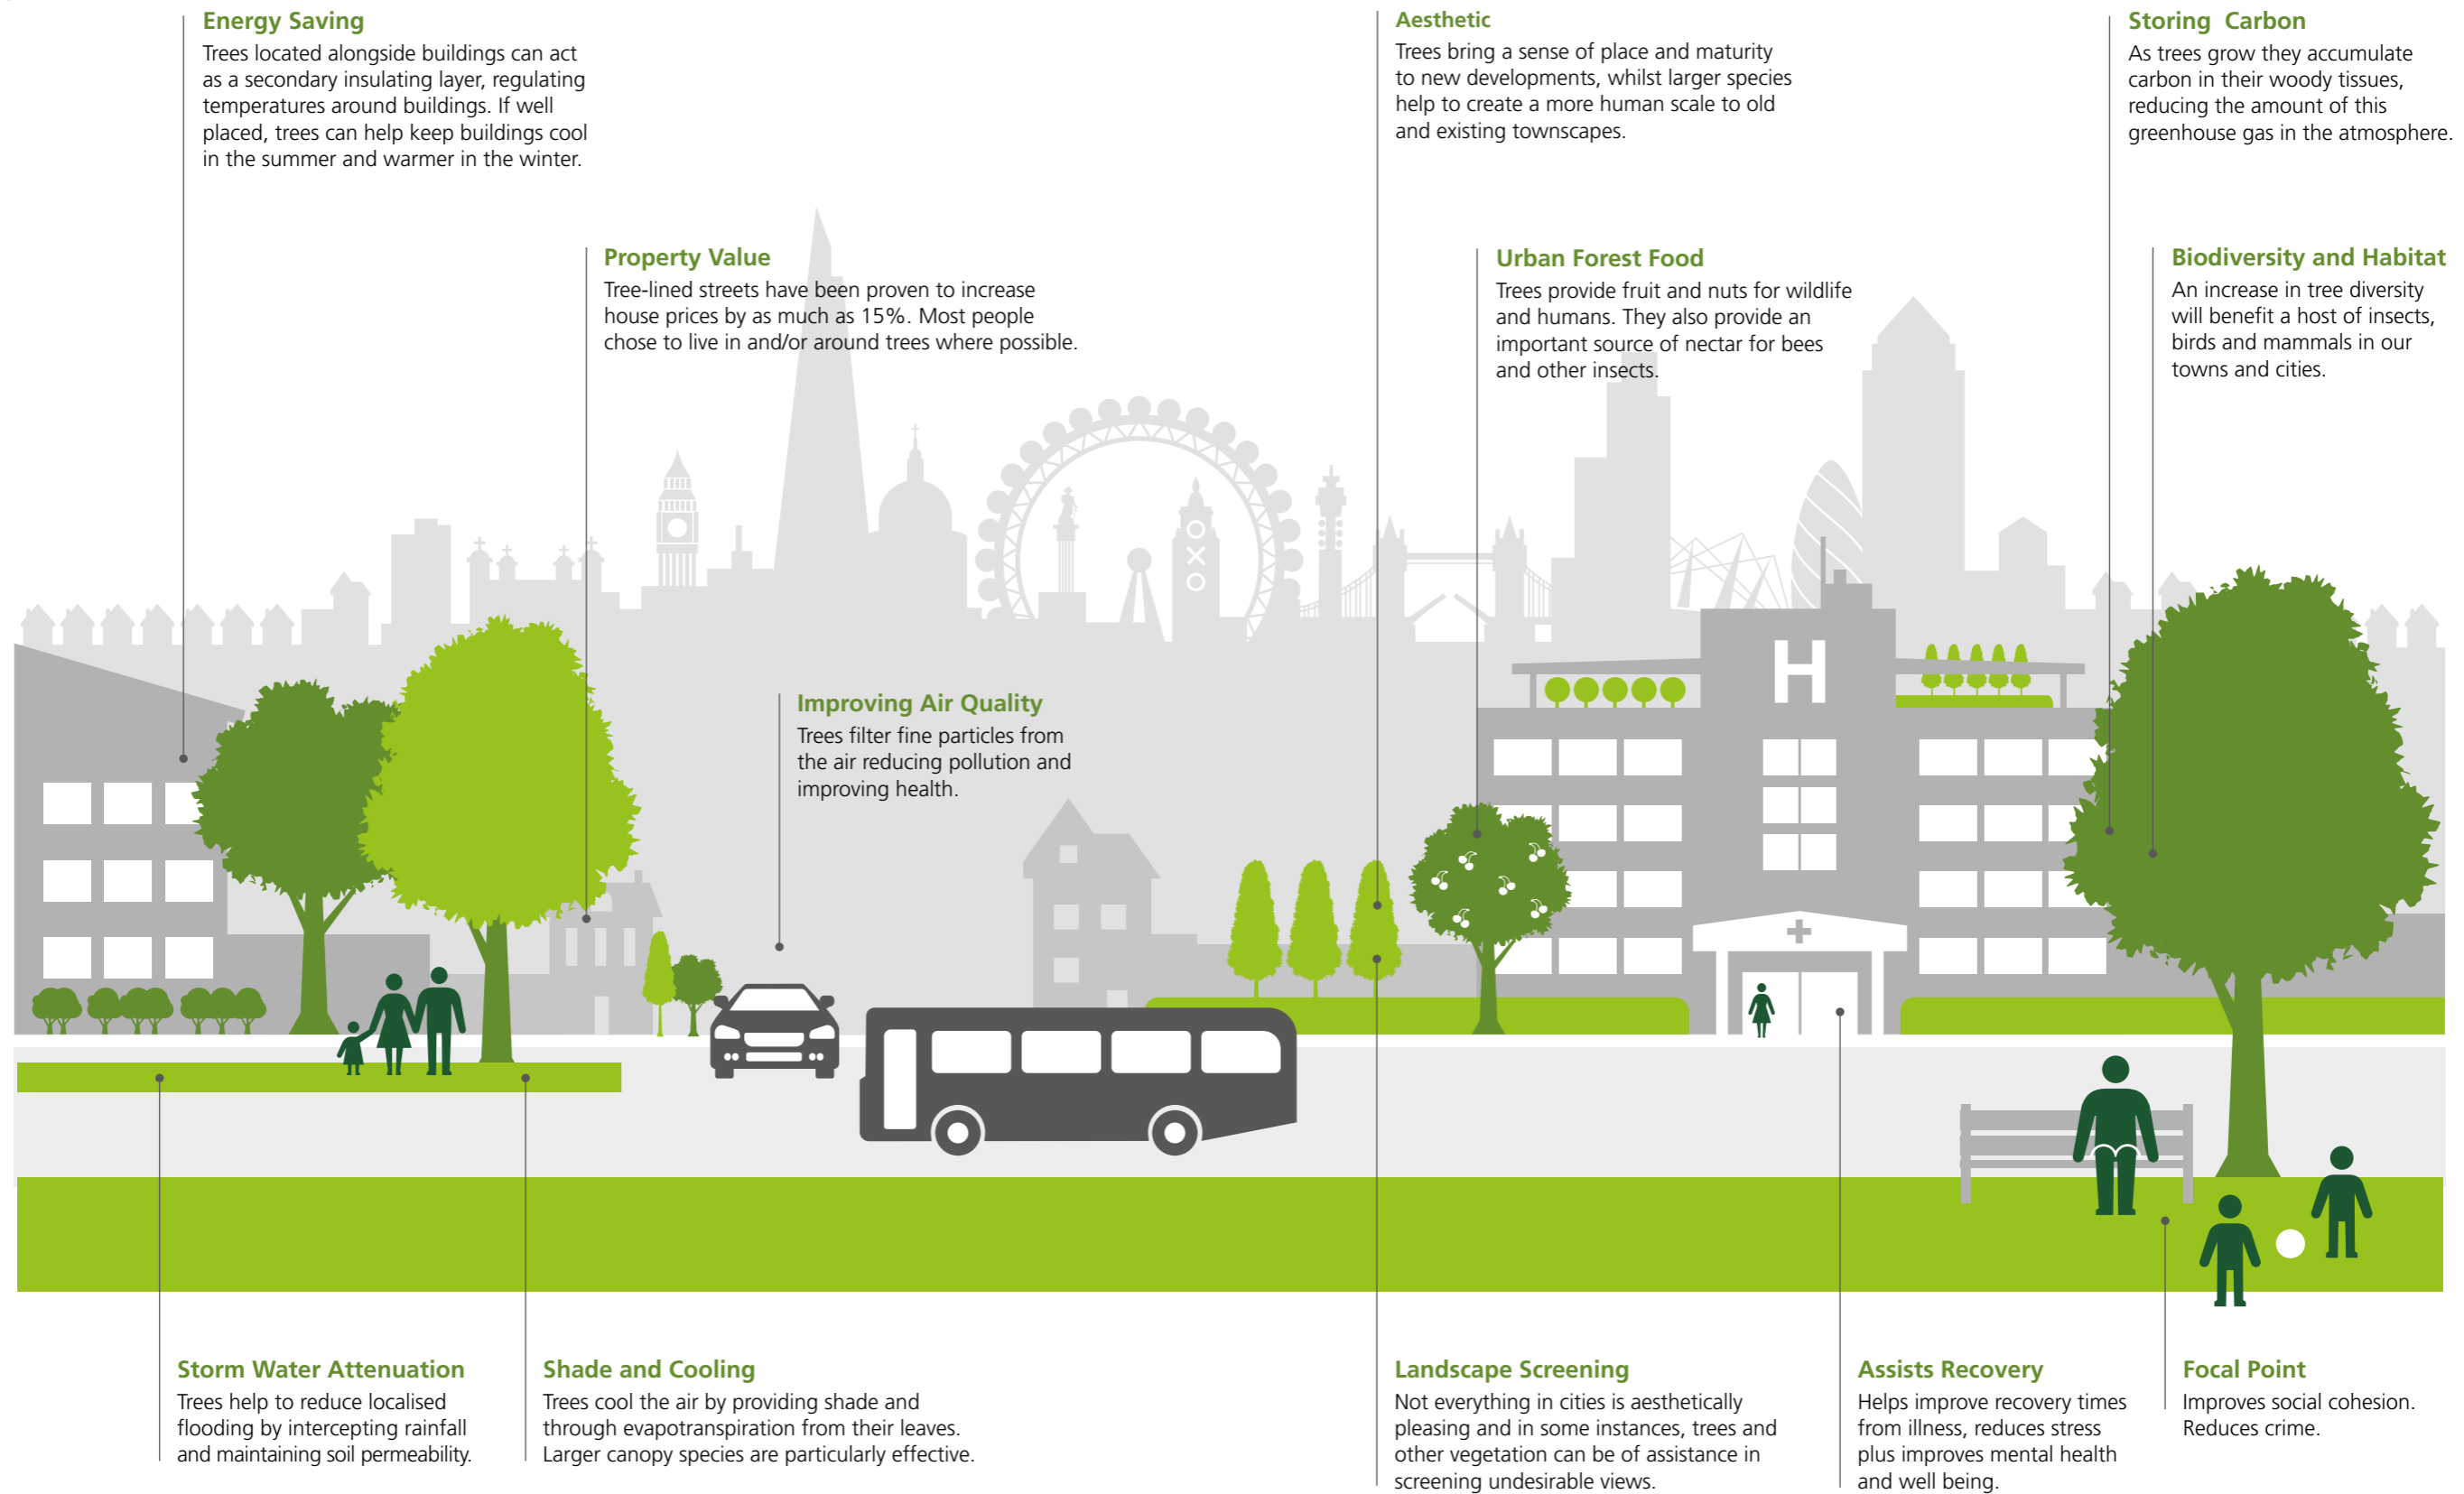 Energy Saving
Trees located alongside buildings can act
as a secondary insulating layer, regulating
temperatures around buildings. If well
placed, trees can help keep buildings cool
in the summer and warmer in the winter.
Aesthetic
Trees bring a sense of place and maturity
to new developments, whilst larger species
help to create a more human scale to old
and existing townscapes.
Storing Carbon
As trees grow they accumulate
carbon in their woody tissues,
reducing the amount of this
greenhouse gas in the atmosphere.
Property Value
Tree-lined streets have been proven to increase
house prices by as much as 15%. Most people
chose to live in and/or around trees where possible.
Urban Forest Food
Trees provide fruit and nuts for wildlife
and humans. They also provide an
important source of nectar for bees
and other insects.
Biodiversity and Habitat
An increase in tree diversity
will benefit a host of insects,
birds and mammals in our
towns and cities.
OXO
H
Improving Air Quality
Trees filter fine particles from
the air reducing pollution and
improving health.
Storm Water Attenuation
Trees help to reduce localised
flooding by intercepting rainfall
and maintaining soil permeability.
Shade and Cooling
Trees cool the air by providing shade and
through evapotranspiration from their leaves.
Larger canopy species are particularly effective.
Landscape Screening
Not everything in cities is aesthetically
pleasing and in some instances, trees and
other vegetation can be of assistance in
screening undesirable views.
Assists Recovery
Helps improve recovery times
from illness, reduces stress
plus improves mental health
and well being.
Focal Point
Improves social cohesion.
Reduces crime.